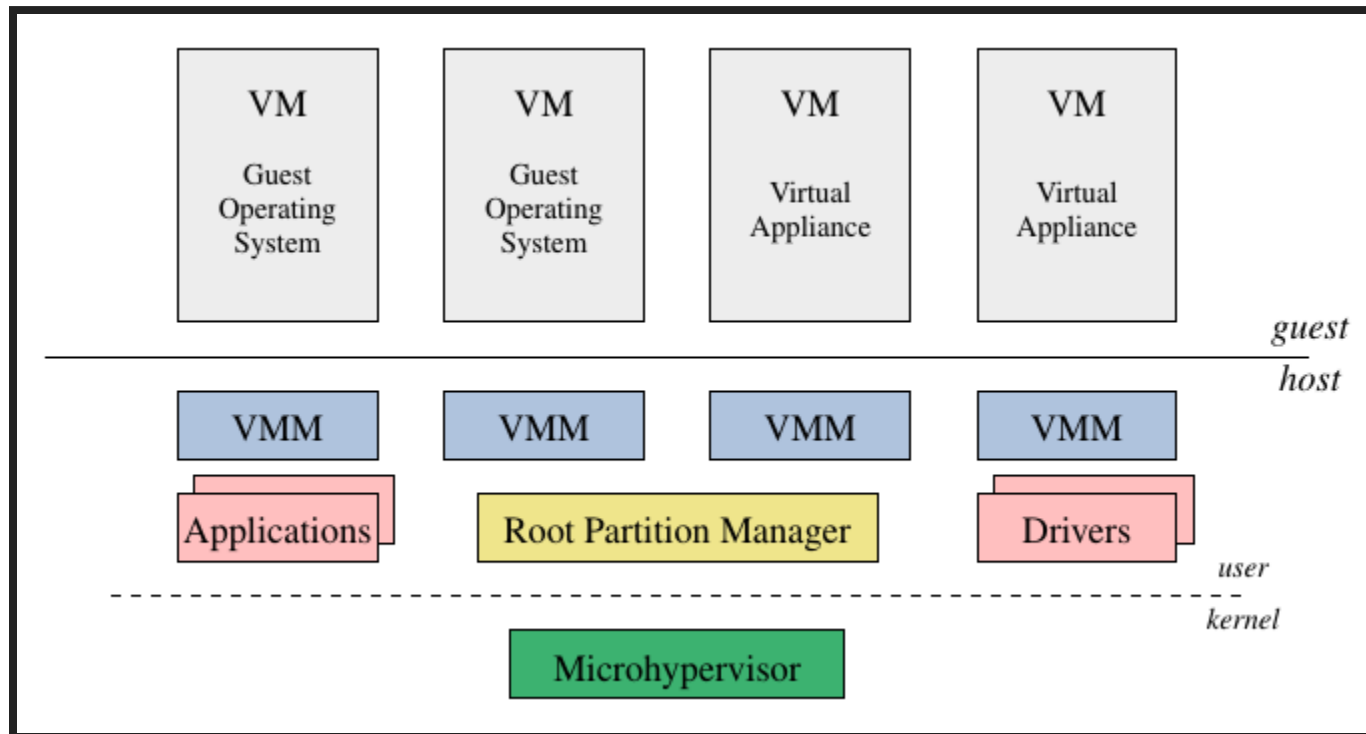 VM
Guest
Operating
System
VM
Guest
Operating
System
VM
Virtual
Appliance
VM
Virtual
Appliance
guest
host
VMM
VMM
VMM
VMM
Applications
Root Partition Manager
Drivers
user
kernel
Microhypervisor